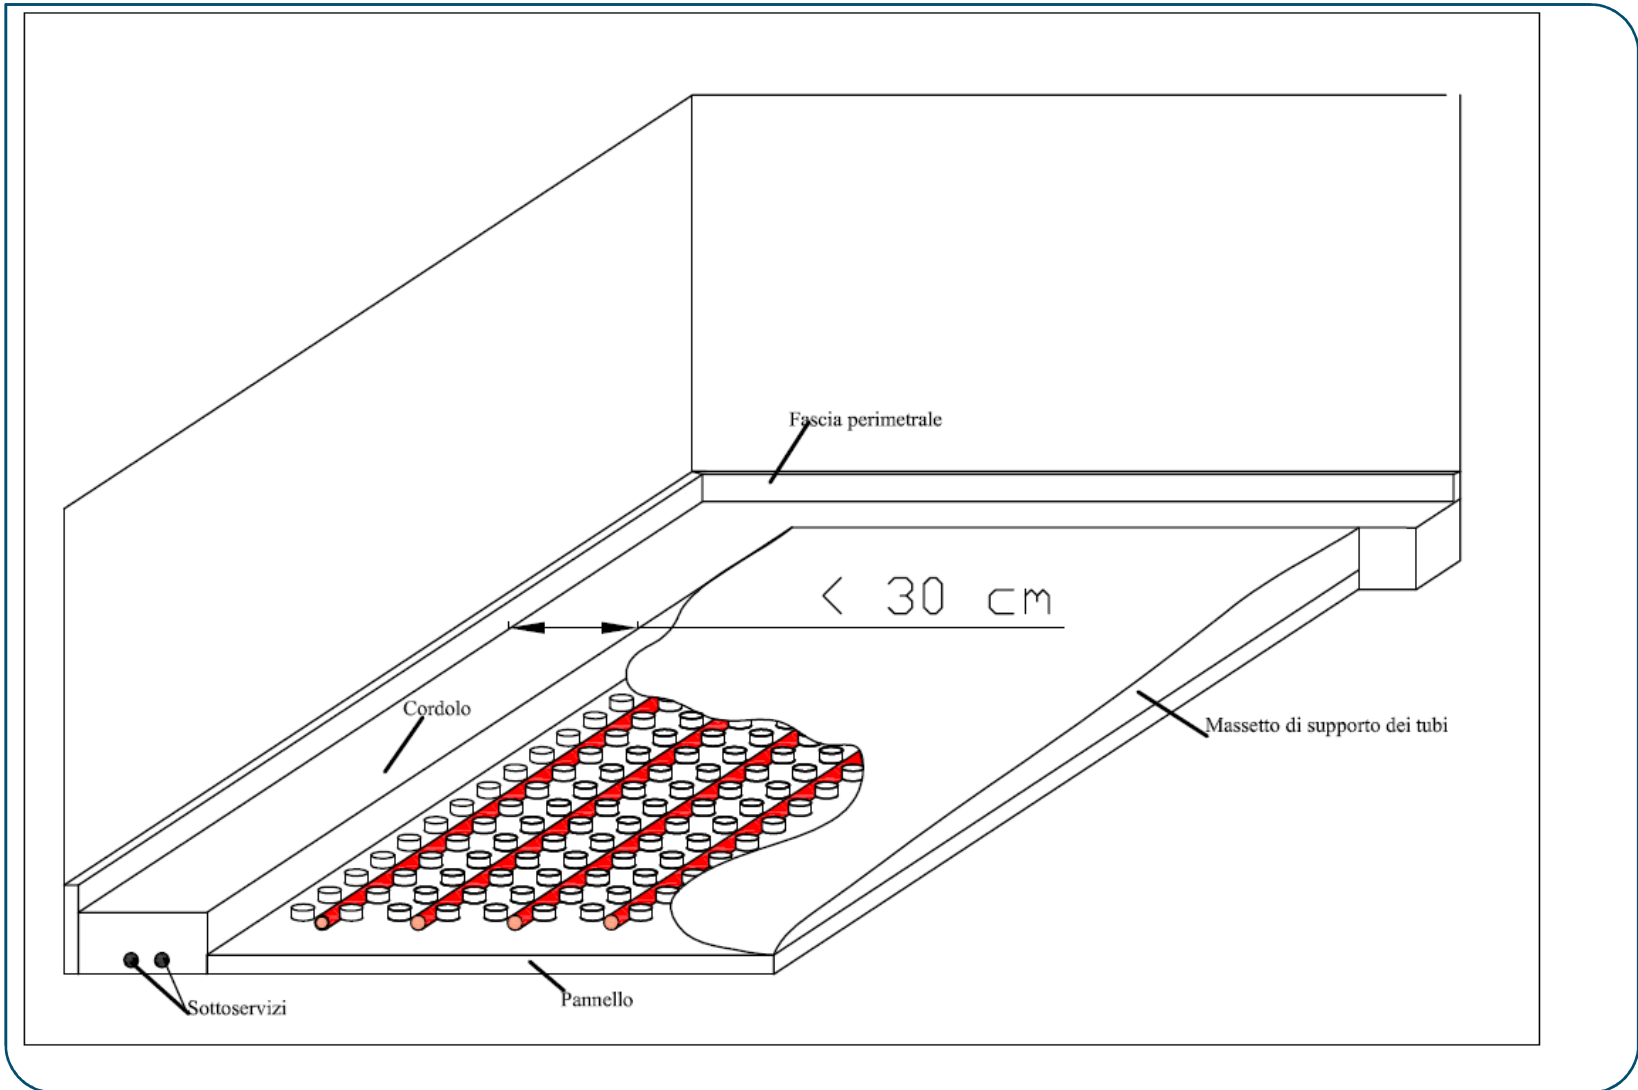 Fascia perimetrale
< 30 cm
Cordolo
Massetto di supporto dei tubi
Pannello
Sottoservizi